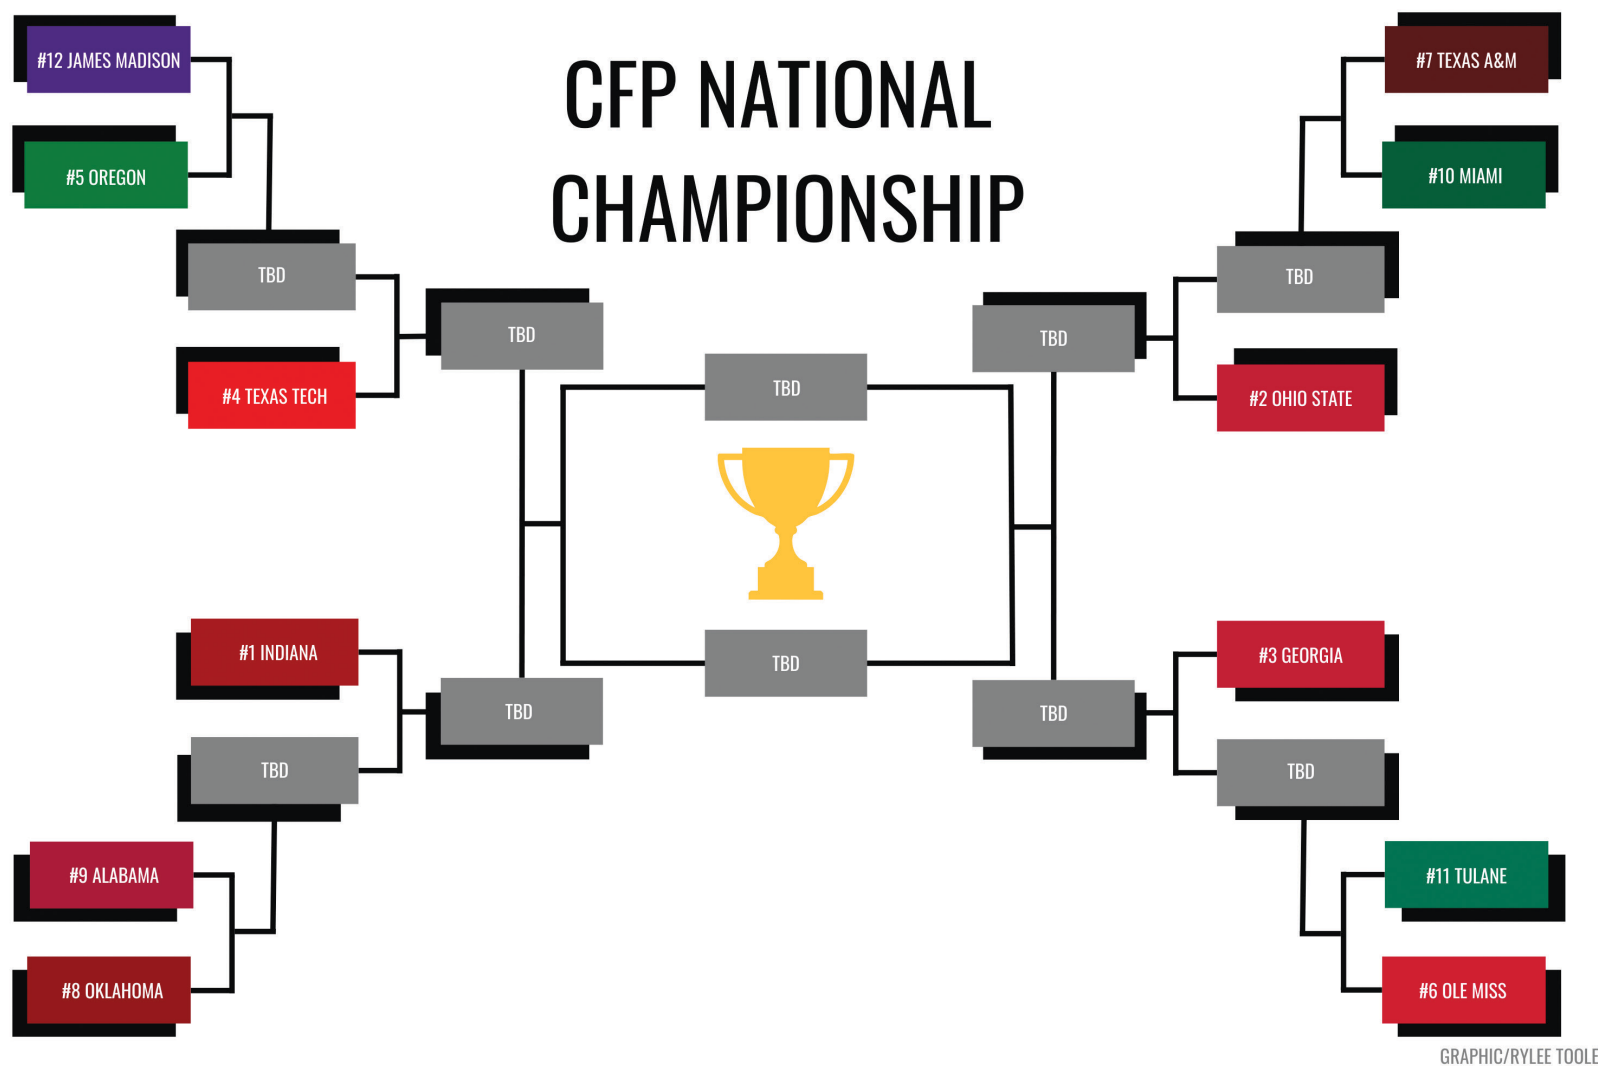 CFP NATIONAL
CHAMPIONSHIP
#12 JAMES MADISON
#5 OREGON
TBD
#4 TEXAS TECH
TBD
#1 INDIANA
TBD
TBD
#9 ALABAMA
#8 OKLAHOMA
TBD
TBD
#7 TEXAS A&M
#10 MIAMI
TBD
#2 OHIO STATE
TBD
#3 GEORGIA
TBD
TBD
#11 TULANE
#6 OLE MISS
GRAPHIC/RYLEE TOOLE